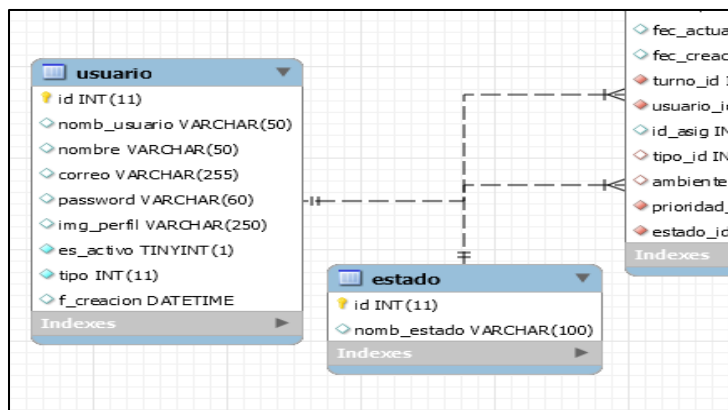 usuario
id INT(11)
nomb_usuario VARCHAR(50)
nombre VARCHAR(50)
correo VARCHAR(255)
password VARCHAR(60)
img_perfil VARCHAR(250)
es_activo TINYINT(1)
tipo INT(11)
f_creacion DATETIME
Indexes
estado
id INT(11)
nomb_estado VARCHAR(100)
Indexes
fec_actua
fec_creac
turno_id I
usuario_id
id_asig IN
tipo_id IN
ambiente
prioridad_
estado_id
Indexes